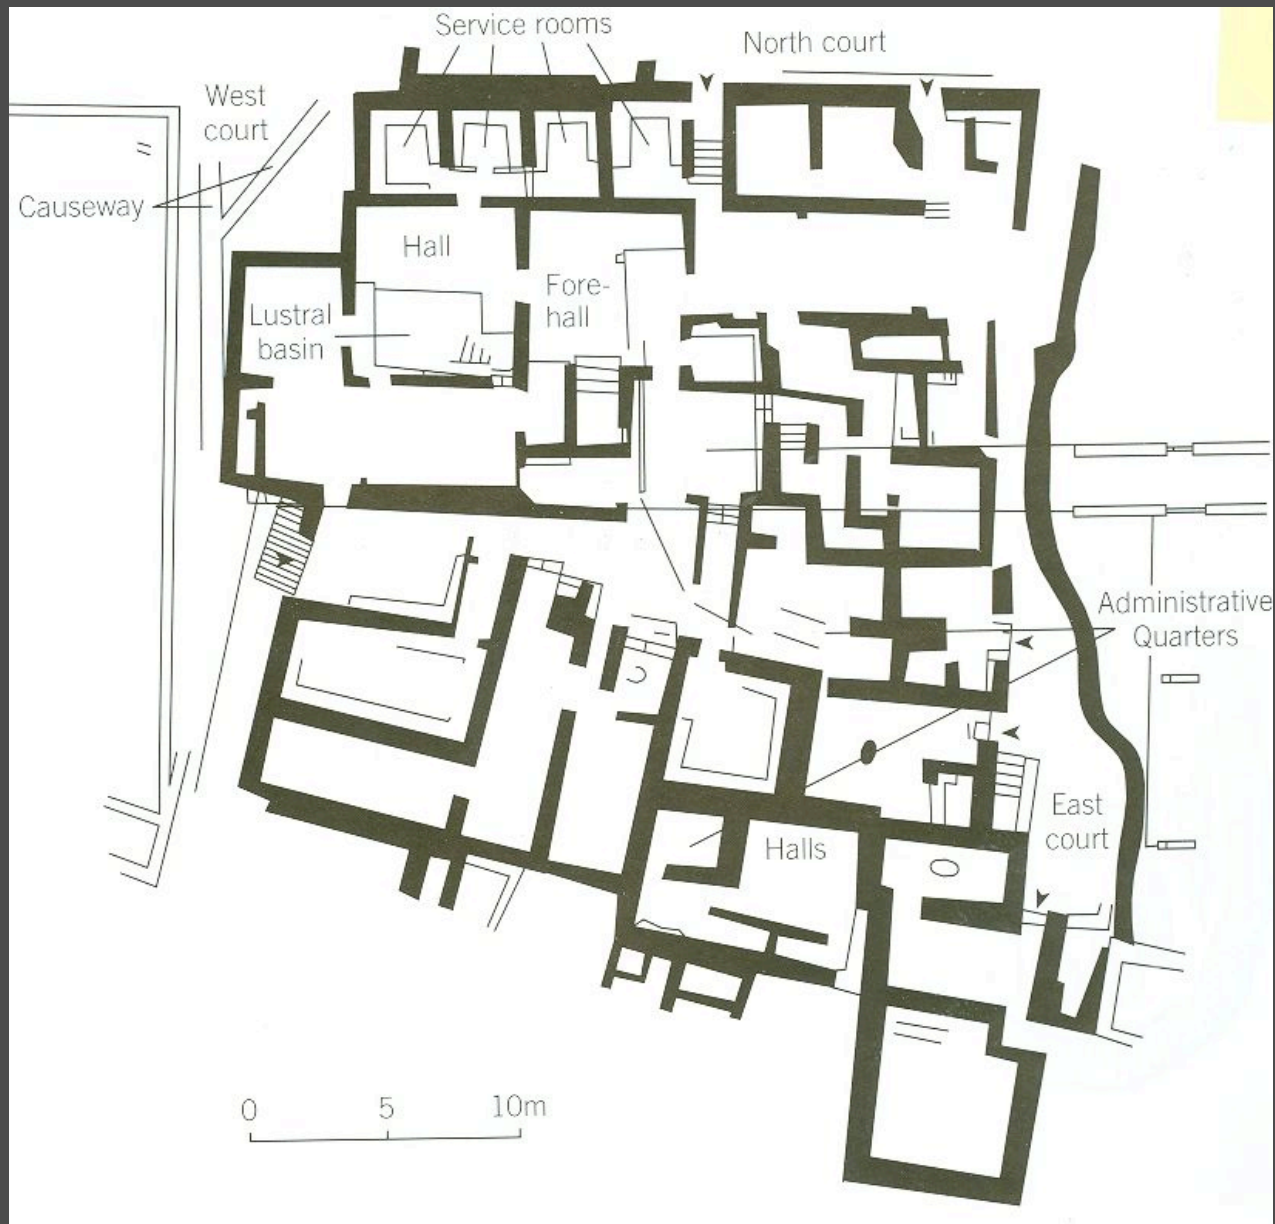 Service rooms
North court
West
court
Causeway
Hall
Fore-
hall
Lustral
basin
Administrative
Quarters
East
court
Halls
0 5 10m